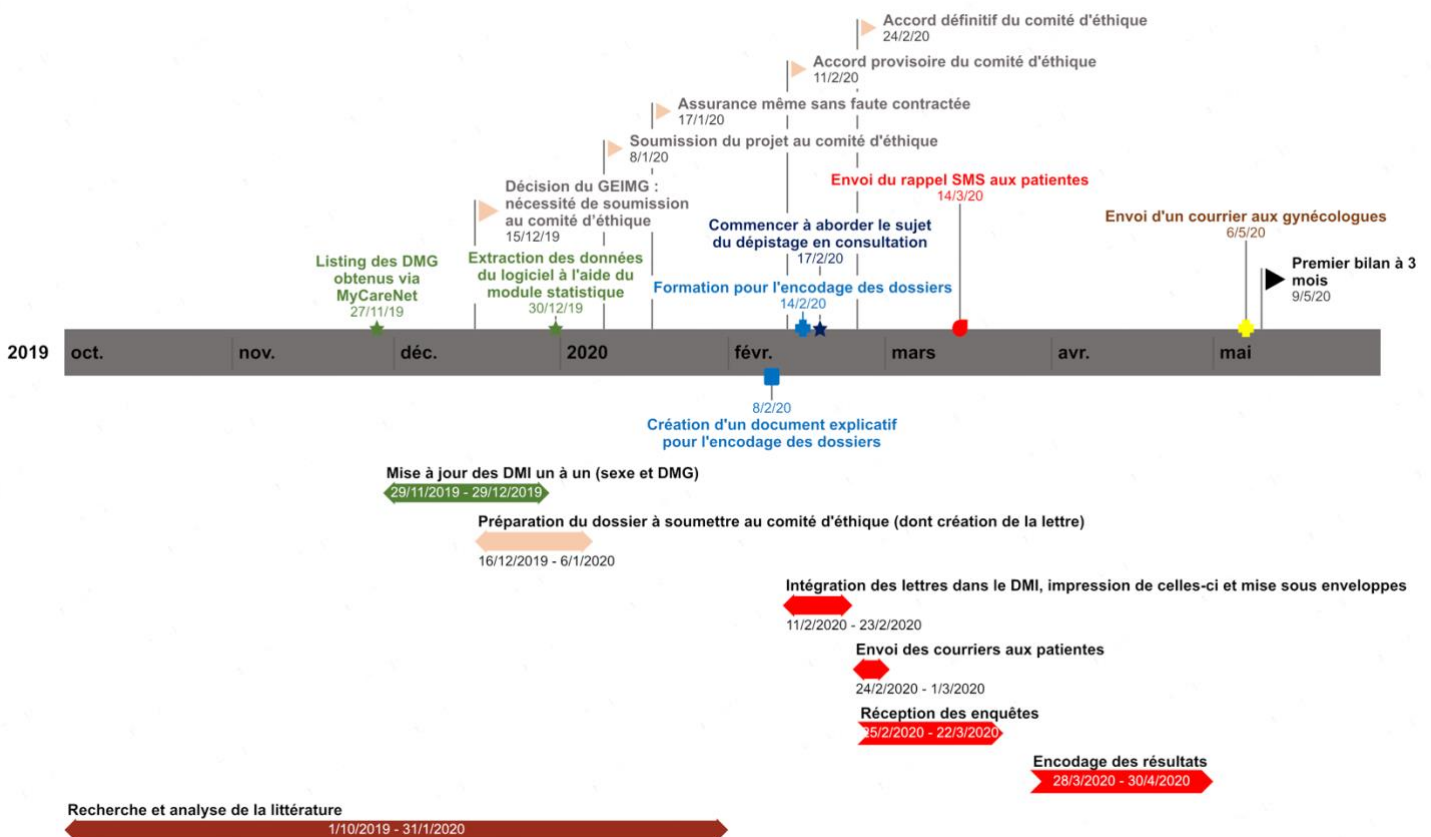 Accord définitif du comité d'éthique
24/2/20
Accord provisoire du comité d'éthique
11/2/20
Assurance même sans faute contractée
17/1/20
Soumission du projet au comité d'éthique
8/1/20
Décision du GEIMG :
nécessité de soumission
au comité d'éthique
15/12/19
Envoi du rappel SMS aux patientes
14/3/20
Envoi d'un courrier aux gynécologues
6/5/20
Commencer à aborder le sujet
du dépistage en consultation
17/2/20
Listing des DMG
obtenus via
MyCareNet
27/11/19
Extraction des données
du logiciel à l'aide du
module statistique
30/12/19
Formation pour l'encodage des dossiers
14/2/20
Premier bilan à 3
mois
9/5/20
2019 oct. nov. déc. 2020 févr. mars avr. mai
8/2/20
Création d'un document explicatif
pour l'encodage des dossiers
Mise à jour des DMI un à un (sexe et DMG)
29/11/2019 - 29/12/2019
Préparation du dossier à soumettre au comité d'éthique (dont création de la lettre)
16/12/2019 - 6/1/2020
Intégration des lettres dans le DMI, impression de celles-ci et mise sous enveloppes
11/2/2020 - 23/2/2020
Envoi des courriers aux patientes
24/2/2020 - 1/3/2020
Réception des enquêtes
25/2/2020 - 22/3/2020
Encodage des résultats
28/3/2020 - 30/4/2020
Recherche et analyse de la littérature
1/10/2019 - 31/1/2020